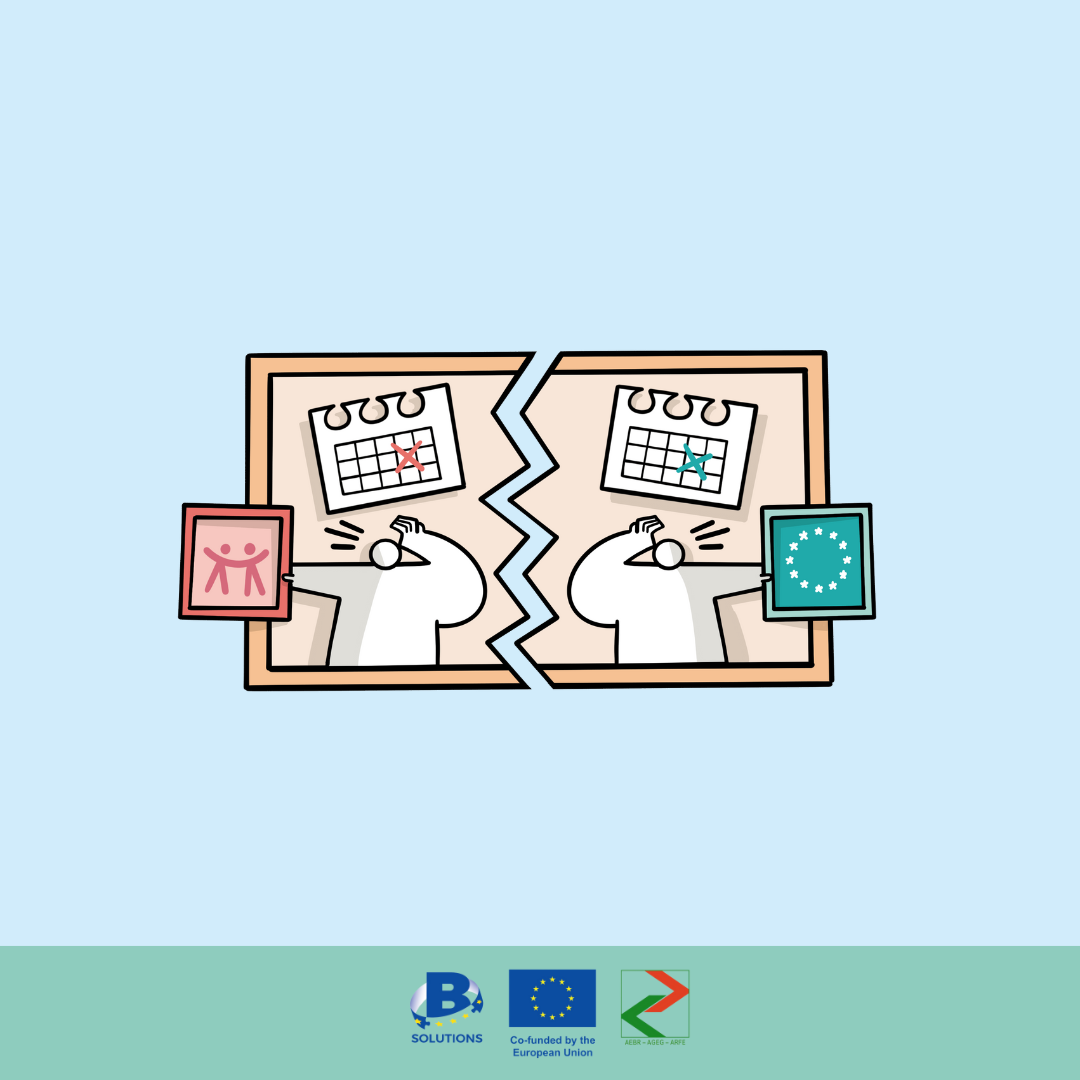 B
SOLUTIONS
Co-funded by the
European Union
AEBR – AGEG – ARFE